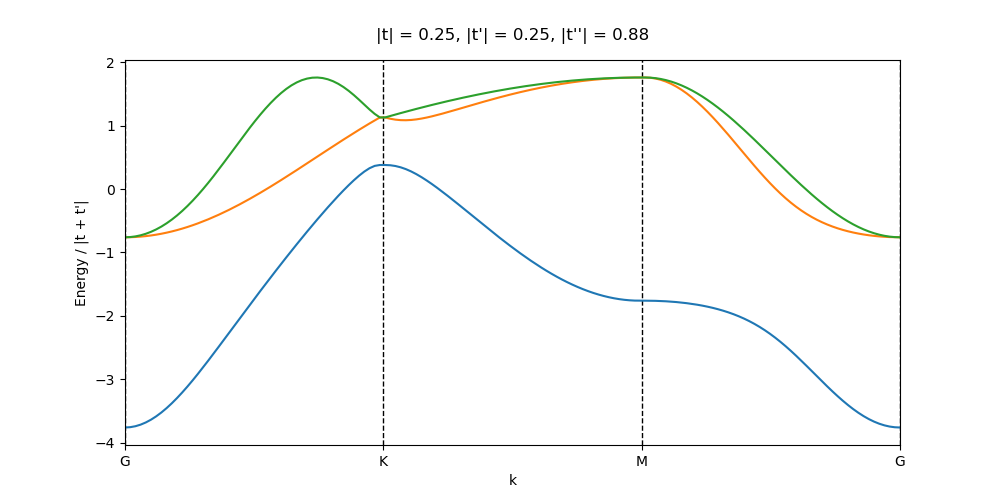 |t| = 0.25, |t'| = 0.25, |t''| = 0.88
2
1
0
−1
−2
−3
−4
Energy / |t + t'|
G K M G
k